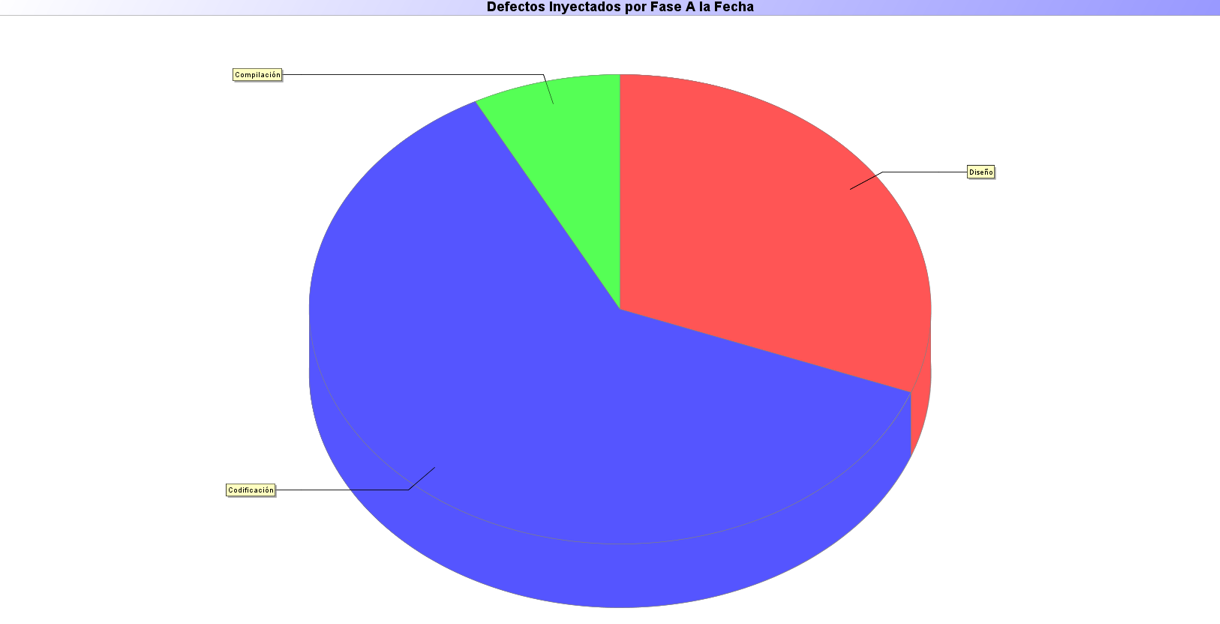 Defectos Inyectados por Fase A la Fecha
Compilación
Diseño
Codificación